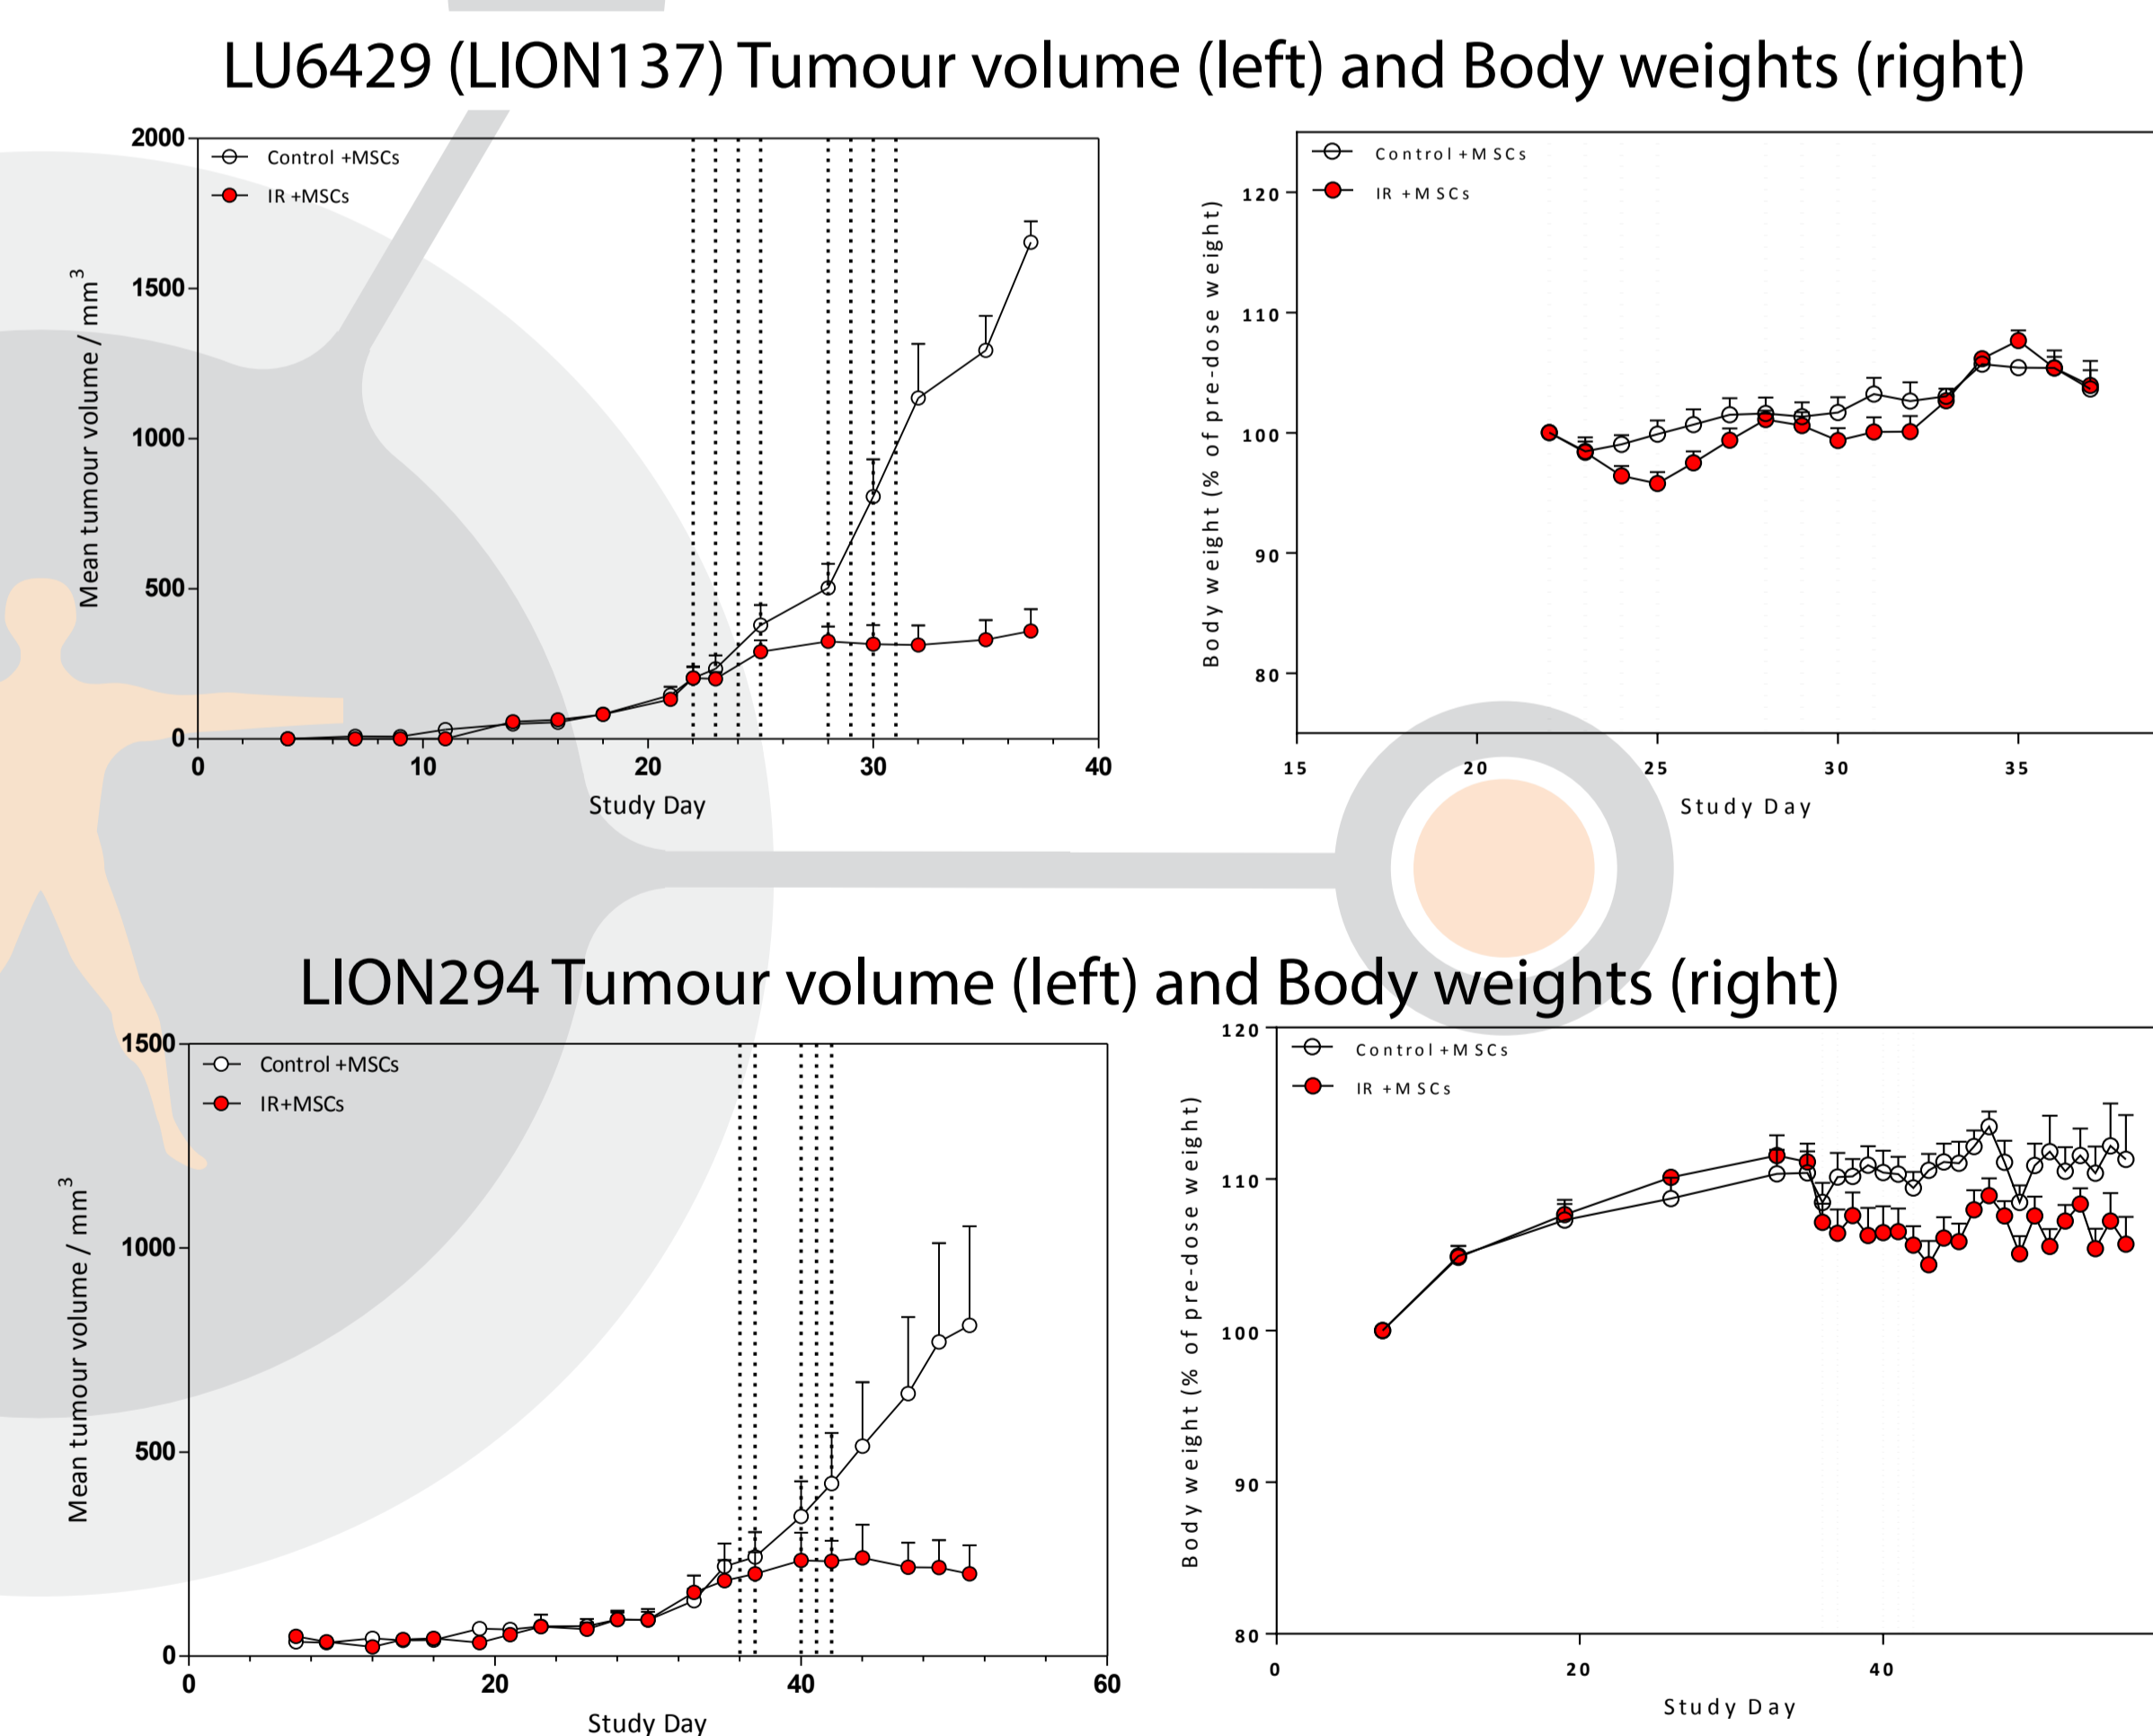 LU6429 (LION137) Tumour volume (left) and Body weights (right)
2000
1500
1000
500
0
Mean tumour volume / mm³
Control +MSCs
IR +MSCs
0 10 20 30 40
Study Day
120
110
100
90
80
Body weight (% of pre-dose weight)
Control +MSCs
IR +MSCs
15 20 25 30 35
Study Day
LION294 Tumour volume (left) and Body weights (right)
1500
1000
500
0
Mean tumour volume / mm³
Control +MSCs
IR+MSCs
0 20 40 60
Study Day
120
110
100
90
80
Body weight (% of pre-dose weight)
Control +MSCs
IR +MSCs
0 20 40
Study Day